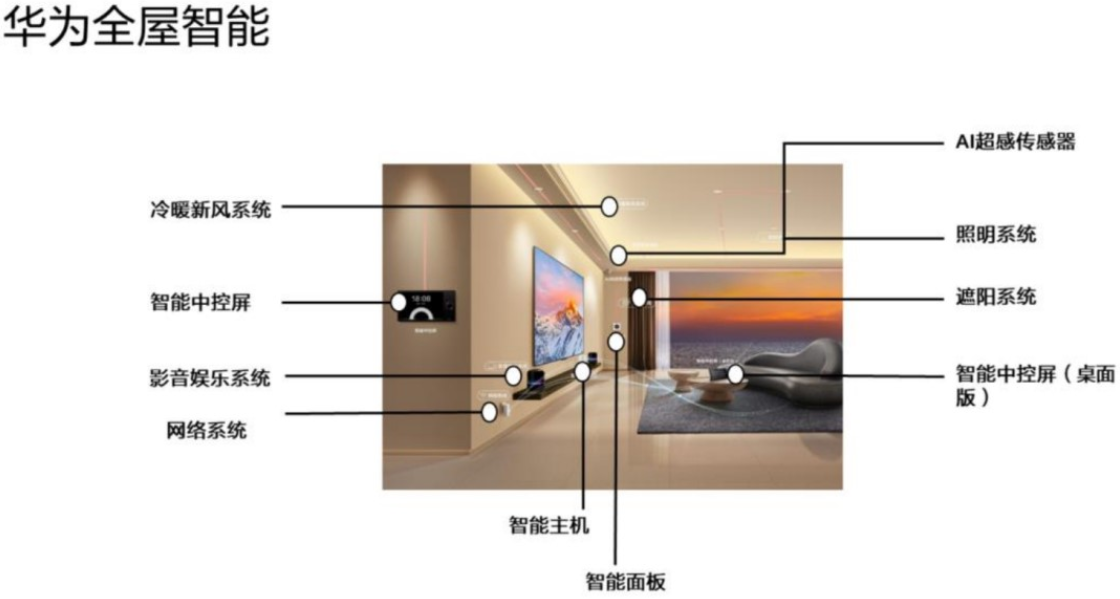 华为全屋智能
AI超感传感器
冷暖新风系统
照明系统
智能中控屏
18:08
遮阳系统
影音娱乐系统
智能中控屏（桌面
版）
网络系统
智能主机
智能面板